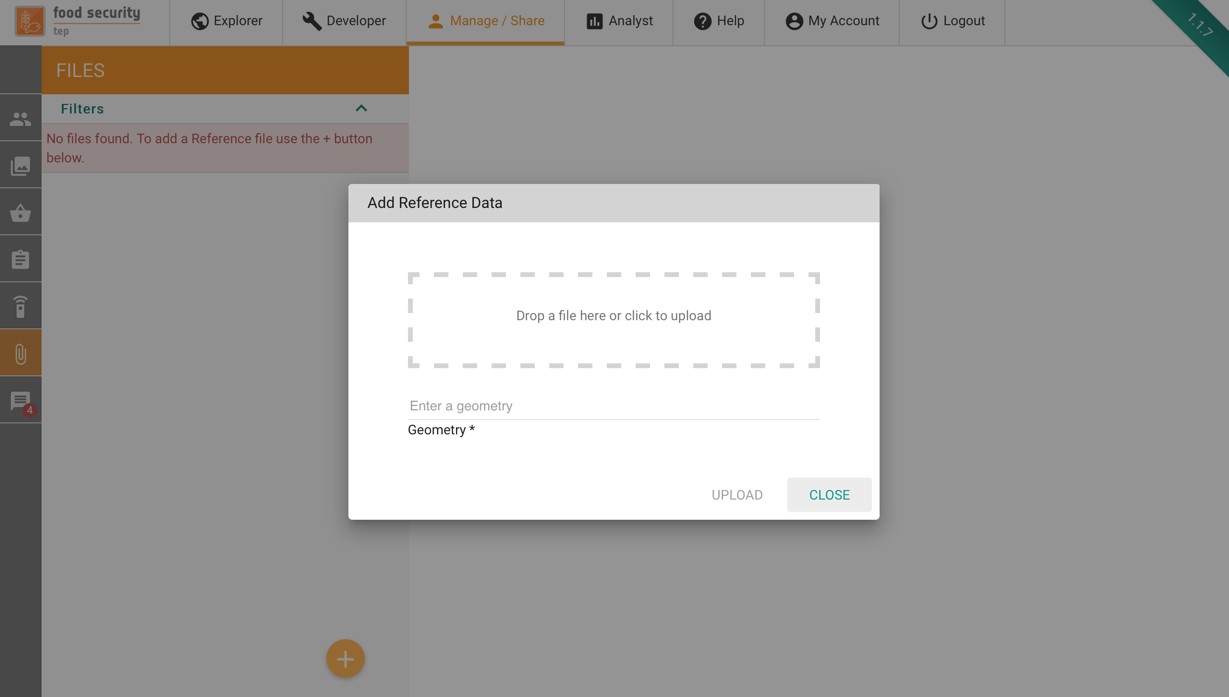 food security
tep
Explorer
Developer
Manage / Share
Analyst
Help
My Account
Logout
1.1.7
FILES
Filters
No files found. To add a Reference file use the + button
below.
Add Reference Data
Drop a file here or click to upload
Enter a geometry
Geometry *
UPLOAD
CLOSE
4